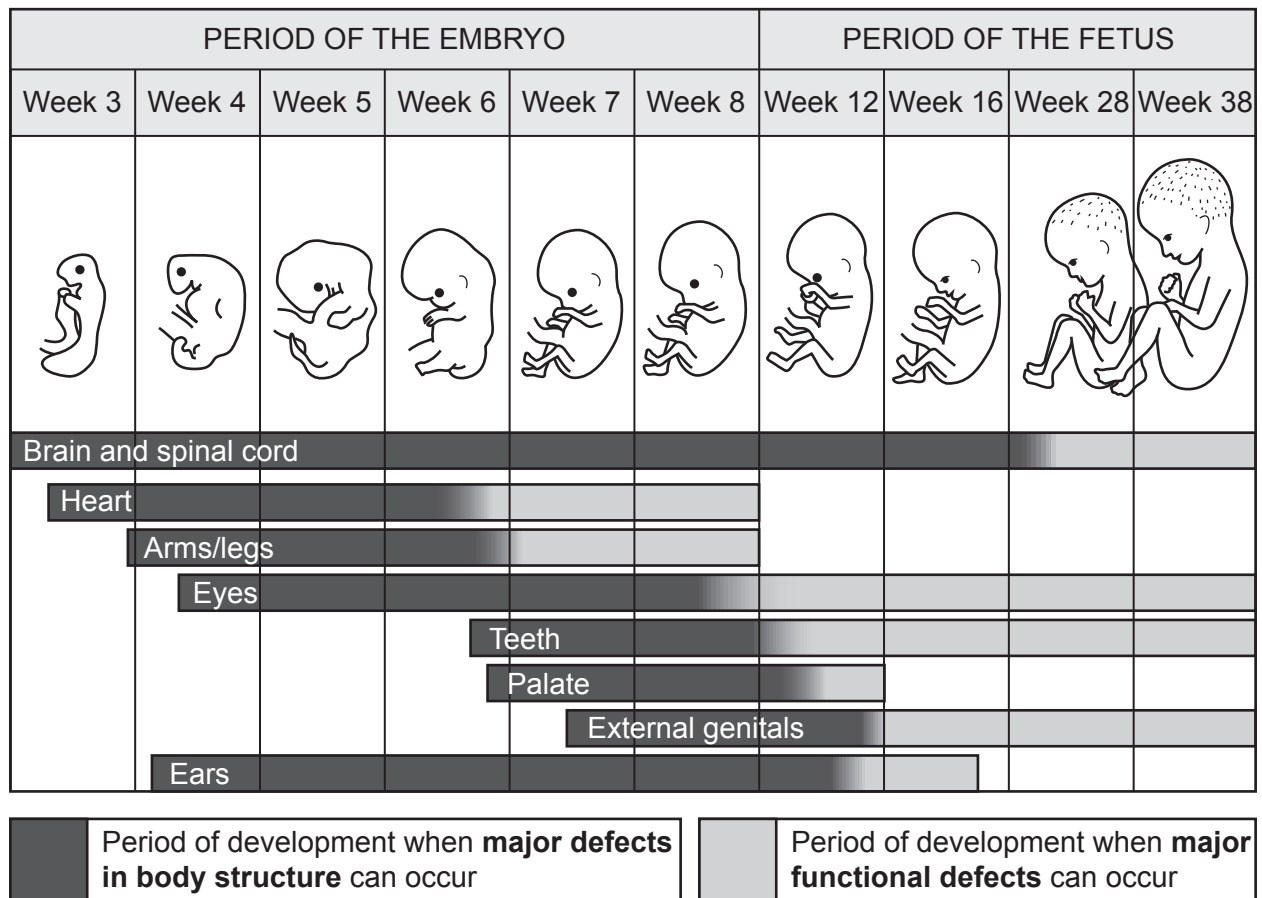 PERIOD OF THE EMBRYO
PERIOD OF THE FETUS
Week 3
Week 4
Week 5
Week 6
Week 7
Week 8
Week 12
Week 16
Week 28
Week 38
Brain and spinal cord
Heart
Arms/legs
Eyes
Teeth
Palate
External genitals
Ears
Period of development when major defects
in body structure can occur
Period of development when major
functional defects can occur